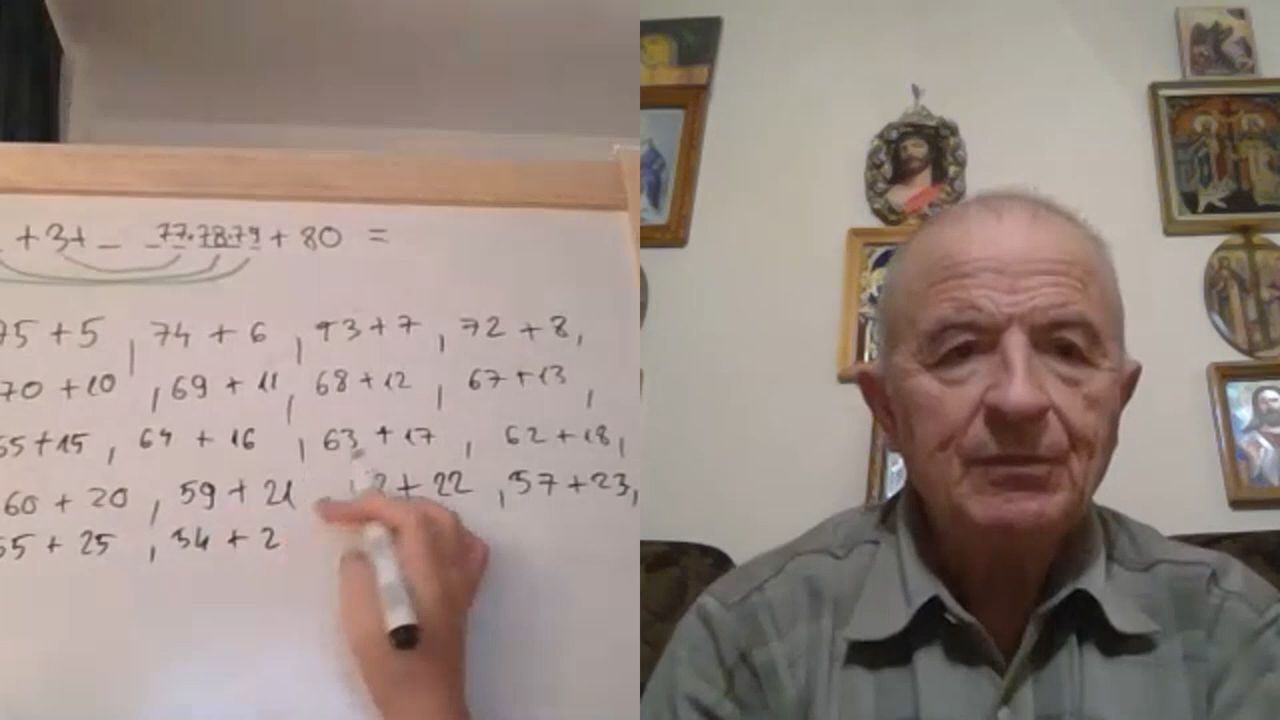 + 3 + _ _ 77.78.79 + 80 =
75 + 5 , 74 + 6 , 73 + 7 , 72 + 8 ,
70 + 10 , 69 + 11 , 68 + 12 , 67 + 13 ,
65 + 15 , 64 + 16 , 63 + 17 , 62 + 18 ,
60 + 20 , 59 + 21 + 22 , 57 + 23 ,
55 + 25 , 54 + 2